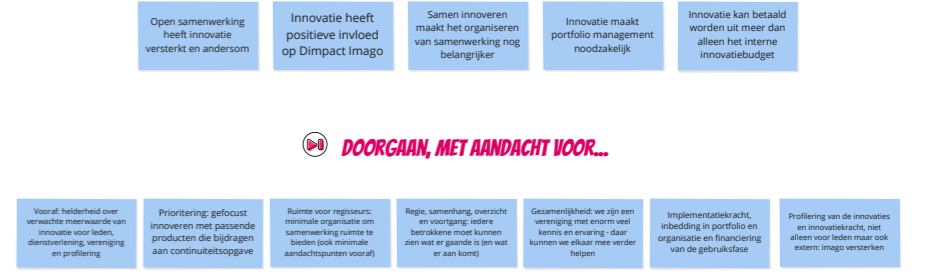 Open samenwerking
heeft innovatie
versterkt en andersom
Innovatie heeft
positieve invloed
op Dimpact Imago
Samen innoveren
maakt het organiseren
van samenwerking nog
belangrijker
Innovatie maakt
portfolio management
noodzakelijk
Innovatie kan betaald
worden uit meer dan
alleen het interne
innovatiebudget
DOORGAAN, MET AANDACHT VOOR...
Vooraf: helderheid over
verwachte meerwaarde van
innovatie voor leden,
dienstverlening, vereniging
en profilering
Prioritering: gefocust
innoveren met passende
producten die bijdragen
aan continuiteitsopgave
Ruimte voor regisseurs:
minimale organisatie om
samenwerking ruimte te
bieden (ook minimale
aandachtspunten vooraf)
Regie, samenhang, overzicht
en voortgang: iedere
betrokkene moet kunnen
zien wat er gaande is (en wat
er aan komt)
Gezamenlijkheid: we zijn een
vereniging met enorm veel
kennis en ervaring - daar
kunnen we elkaar mee verder
helpen
Implementatiekracht,
inbedding in portfolio en
organisatie en financiering
van de gebruiksfase
Profilering van de innovaties
en innovatiekracht, niet
alleen voor leden maar ook
extern: imago versterken